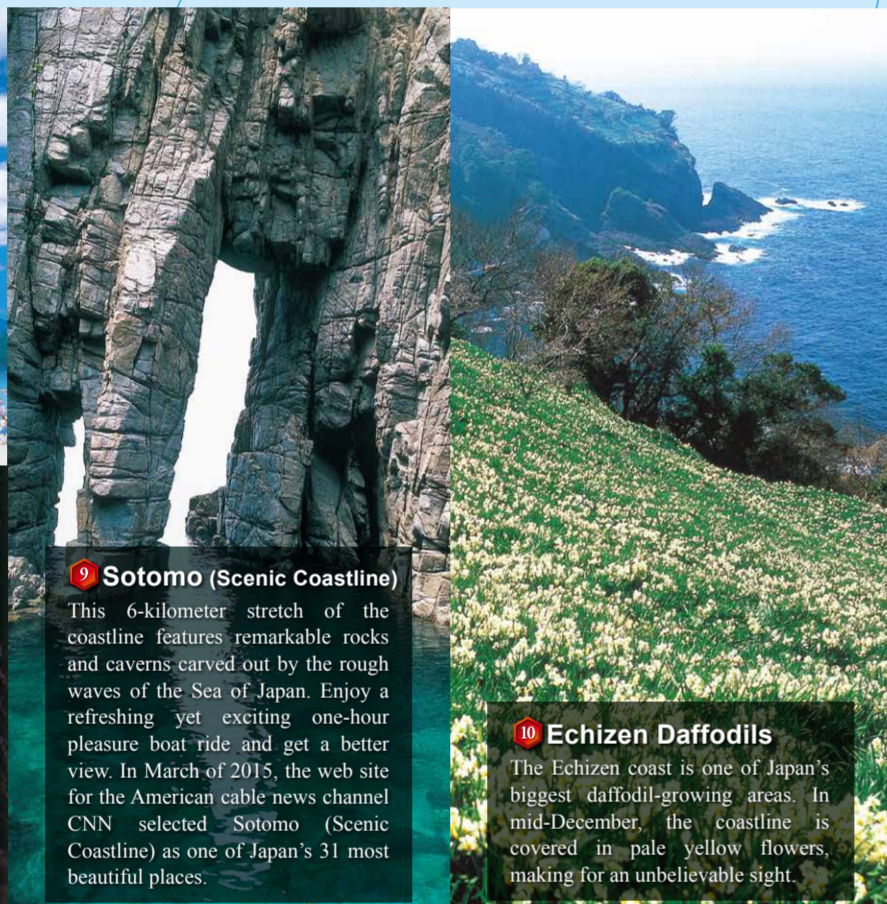 9 Sotomo (Scenic Coastline)
This 6-kilometer stretch of the
coastline features remarkable rocks
and caverns carved out by the rough
waves of the Sea of Japan. Enjoy a
refreshing yet exciting one-hour
pleasure boat ride and get a better
view. In March of 2015, the web site
for the American cable news channel
CNN selected Sotomo (Scenic
Coastline) as one of Japan's 31 most
beautiful places.
10 Echizen Daffodils
The Echizen coast is one of Japan's
biggest daffodil-growing areas. In
mid-December, the coastline is
covered in pale yellow flowers,
making for an unbelievable sight.